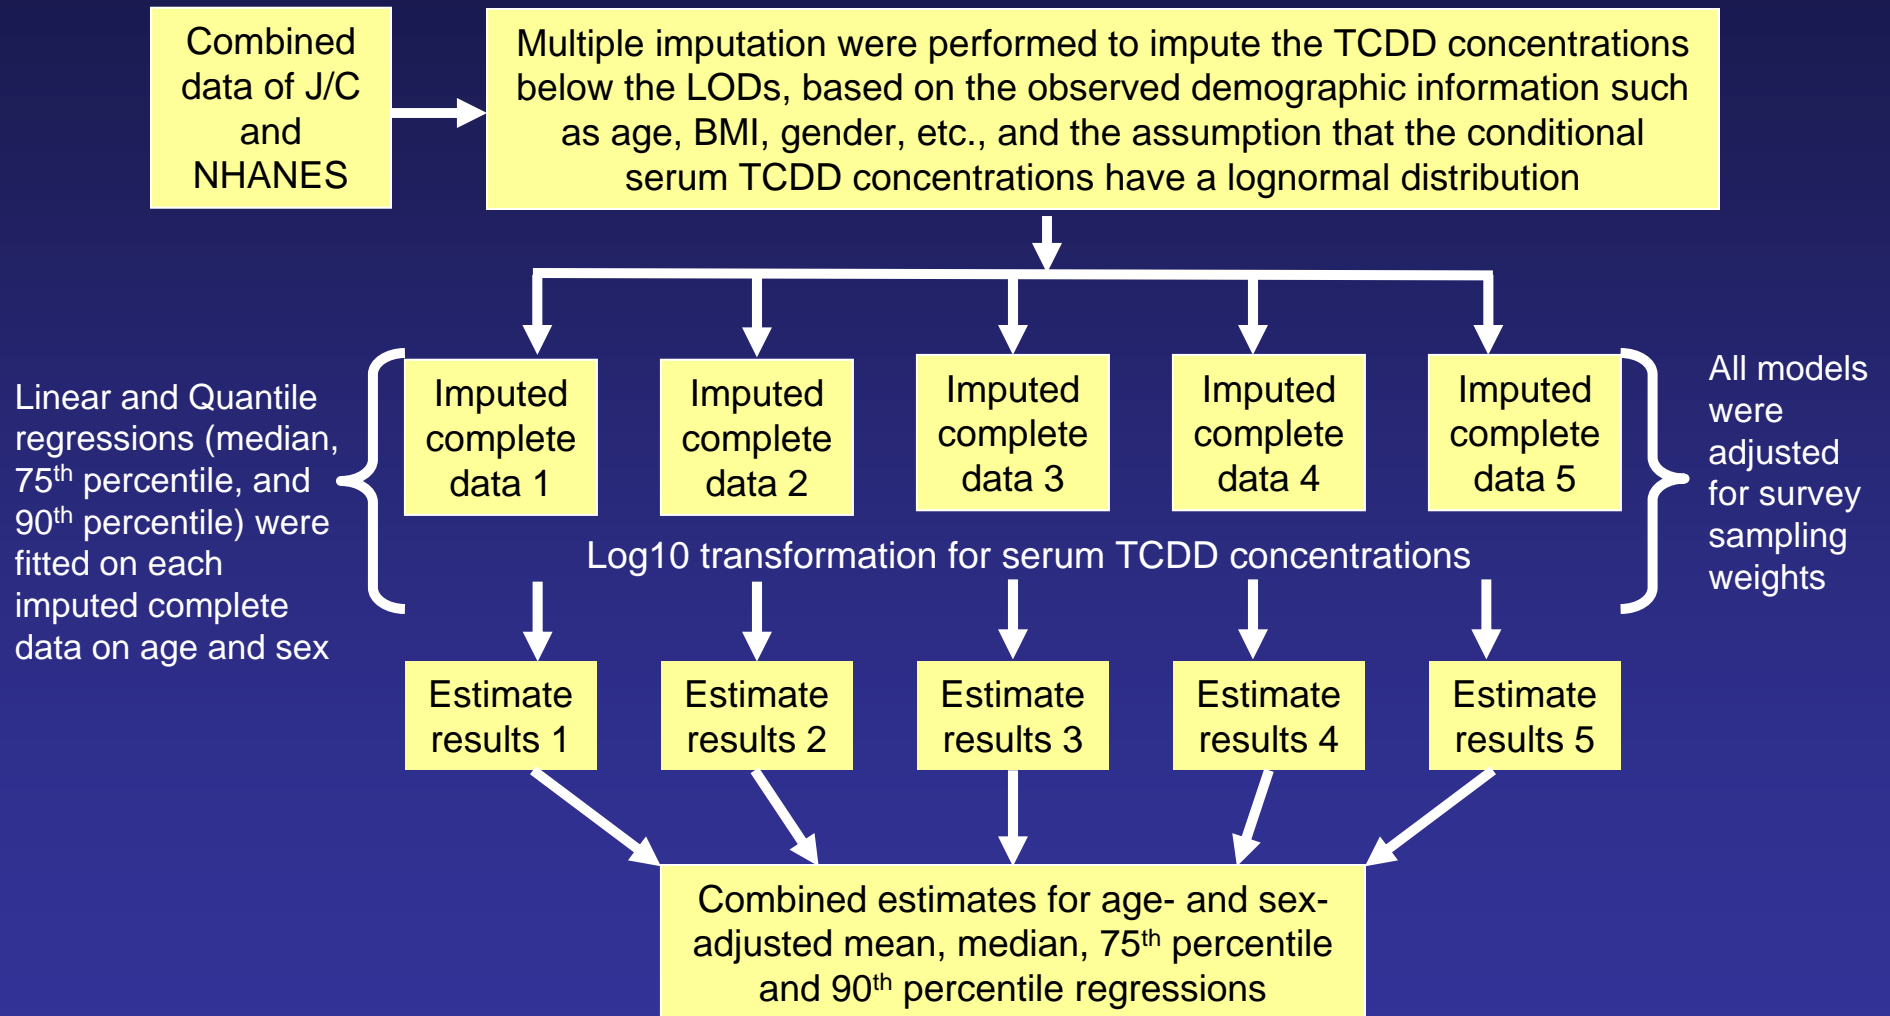 Combined
data of J/C
and
NHANES
Multiple imputation were performed to impute the TCDD concentrations
below the LODs, based on the observed demographic information such
as age, BMI, gender, etc., and the assumption that the conditional
serum TCDD concentrations have a lognormal distribution
Linear and Quantile
regressions (median,
75th percentile, and
90th percentile) were
fitted on each
imputed complete
data on age and sex
Imputed
complete
data 1
Imputed
complete
data 2
Imputed
complete
data 3
Imputed
complete
data 4
Imputed
complete
data 5
All models
were
adjusted
for survey
sampling
weights
Log10 transformation for serum TCDD concentrations
Estimate
results 1
Estimate
results 2
Estimate
results 3
Estimate
results 4
Estimate
results 5
Combined estimates for age- and sex-
adjusted mean, median, 75th percentile
and 90th percentile regressions